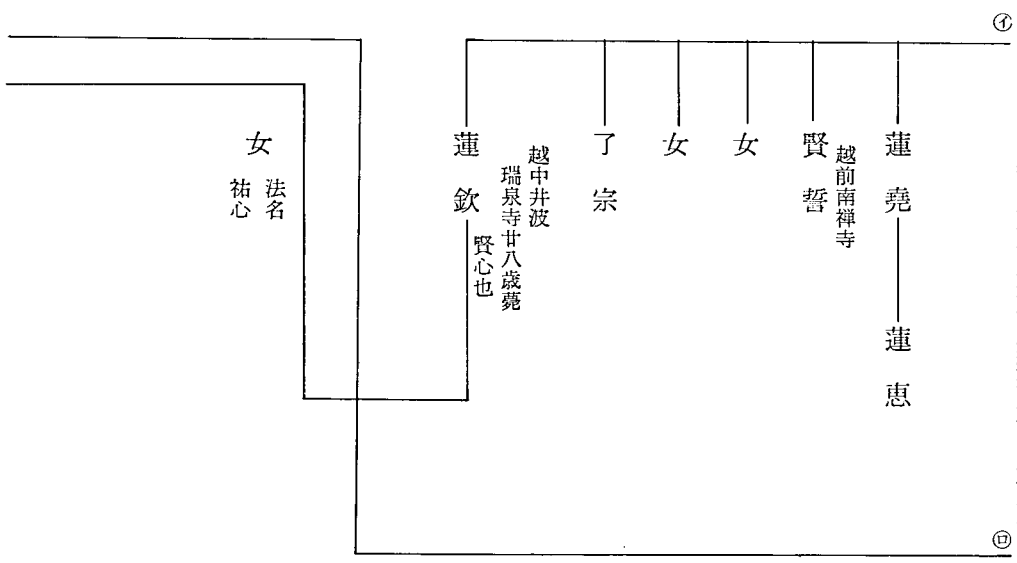 ㋑
蓮堯
蓮恵
越前南禅寺
賢誓
女
女
了宗
越中井波
瑞泉寺廿八歳薨
賢心也
蓮欽
女
法名
祐心
㋺